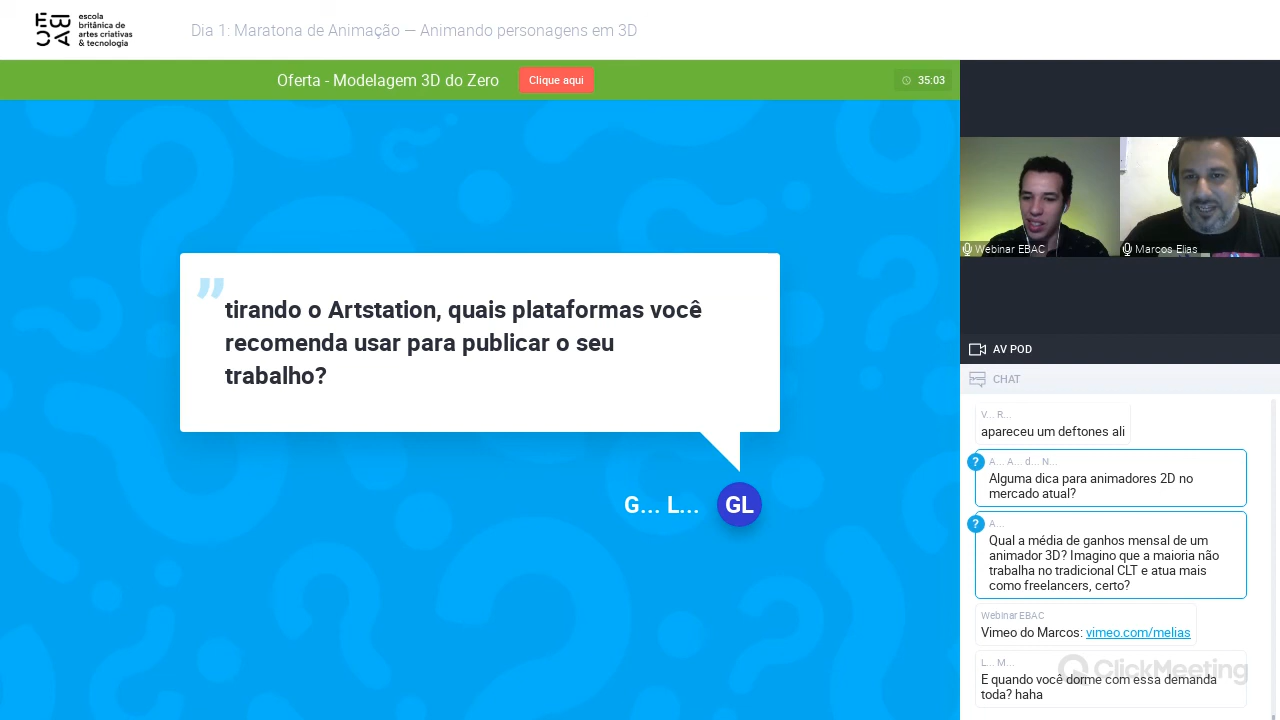 escola
britânica de
artes criativas
& tecnologia
EBAC
Dia 1: Maratona de Animação — Animando personagens em 3D
Oferta - Modelagem 3D do Zero
Clique aqui
35:03
”
tirando o Artstation, quais plataformas você
recomenda usar para publicar o seu
trabalho?
G... L...
GL
Webinar EBAC
Marcos Elias
AV POD
CHAT
V... R...
apareceu um deftones ali
?
A... A... d... N...
Alguma dica para animadores 2D no
mercado atual?
?
A...
Qual a média de ganhos mensal de um
animador 3D? Imagino que a maioria não
trabalha no tradicional CLT e atua mais
como freelancers, certo?
Webinar EBAC
Vimeo do Marcos: vimeo.com/melias
L... M...
E quando você dorme com essa demanda
toda? haha
ClickMeeting